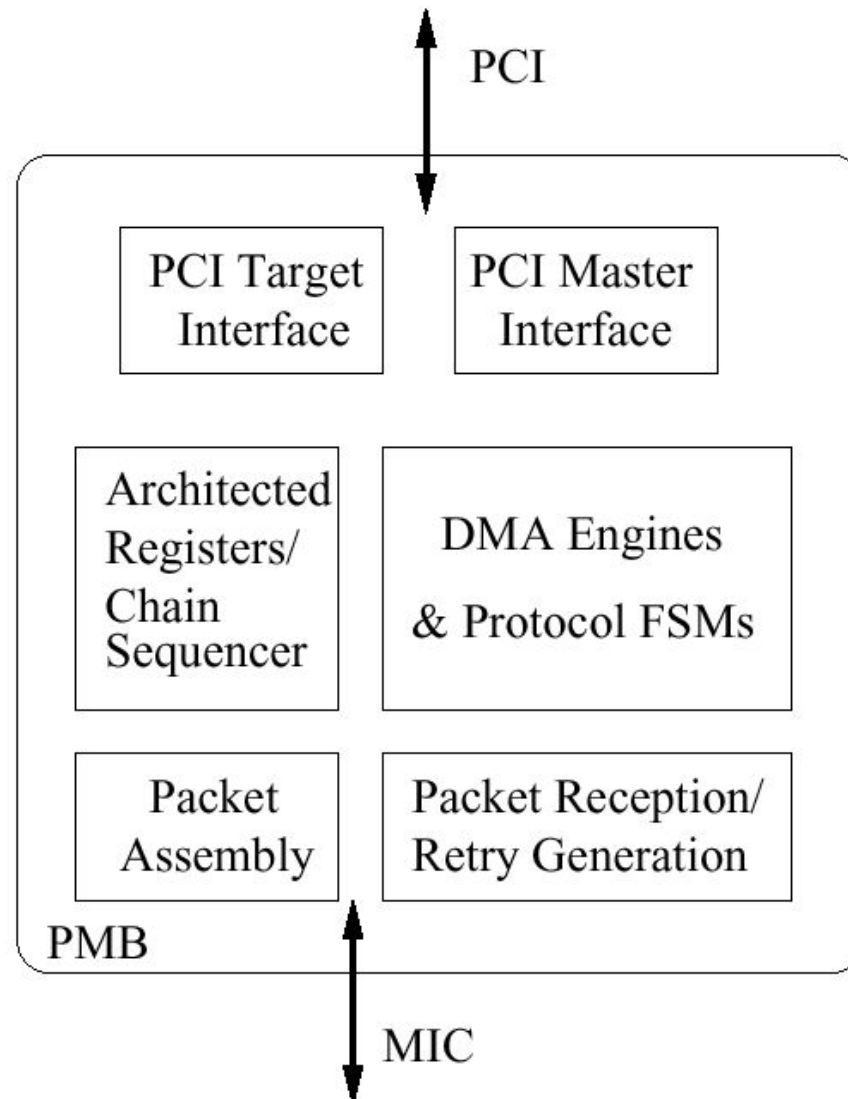 PCI
PCI Target
Interface
PCI Master
Interface
Architected
Registers/
Chain
Sequencer
DMA Engines
& Protocol FSMs
Packet
Assembly
Packet Reception/
Retry Generation
PMB
MIC